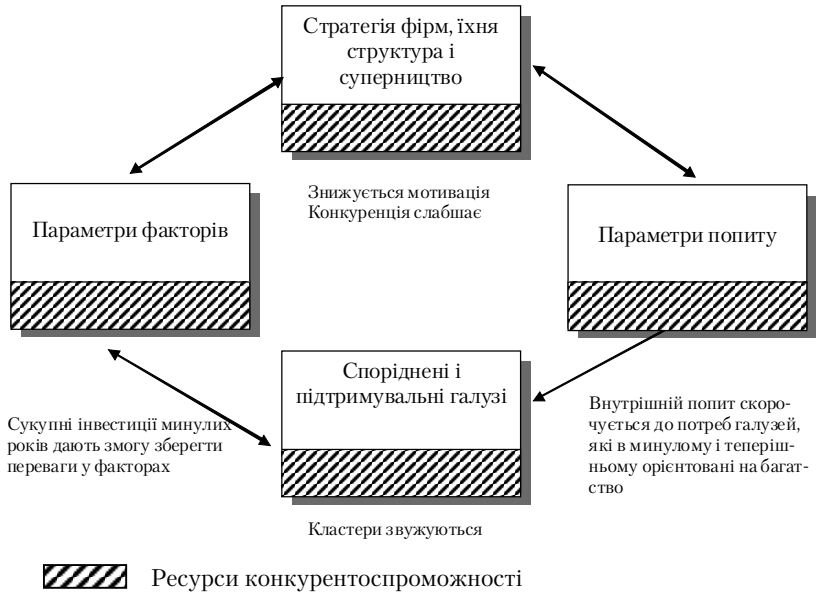 Стратегія фірм, їхня
структура і
суперництво
Знижується мотивація
Конкуренція слабшає
Параметри факторів
Параметри попиту
Споріднені і
підтримувальні галузі
Сукупні інвестиції минулих
років дають змогу зберегти
переваги у факторах
Внутрішній попит скоро-
чується до потреб галузей,
які в минулому і теперіш-
ньому орієнтовані на багат-
ство
Кластери звужуються
Ресурси конкурентоспроможності